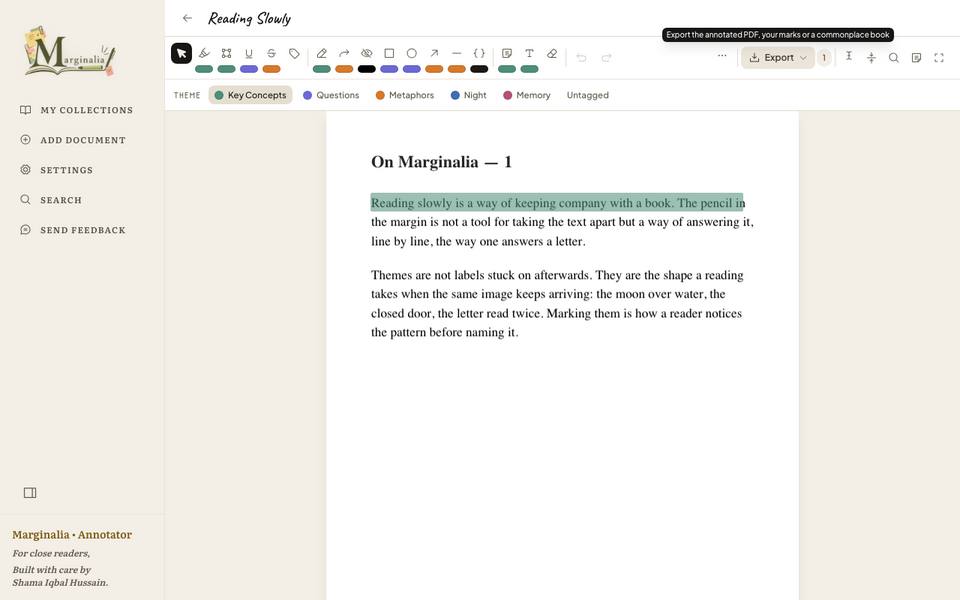 Marginalia
MY COLLECTIONS
ADD DOCUMENT
SETTINGS
SEARCH
SEND FEEDBACK
Marginalia • Annotator
For close readers,
Built with care by
Shama Iqbal Hussain.
Reading Slowly
Export the annotated PDF, your marks or a commonplace book
Export
1
THEME
Key Concepts
Questions
Metaphors
Night
Memory
Untagged
On Marginalia — 1
Reading slowly is a way of keeping company with a book. The pencil in
the margin is not a tool for taking the text apart but a way of answering it,
line by line, the way one answers a letter.
Themes are not labels stuck on afterwards. They are the shape a reading
takes when the same image keeps arriving: the moon over water, the
closed door, the letter read twice. Marking them is how a reader notices
the pattern before naming it.